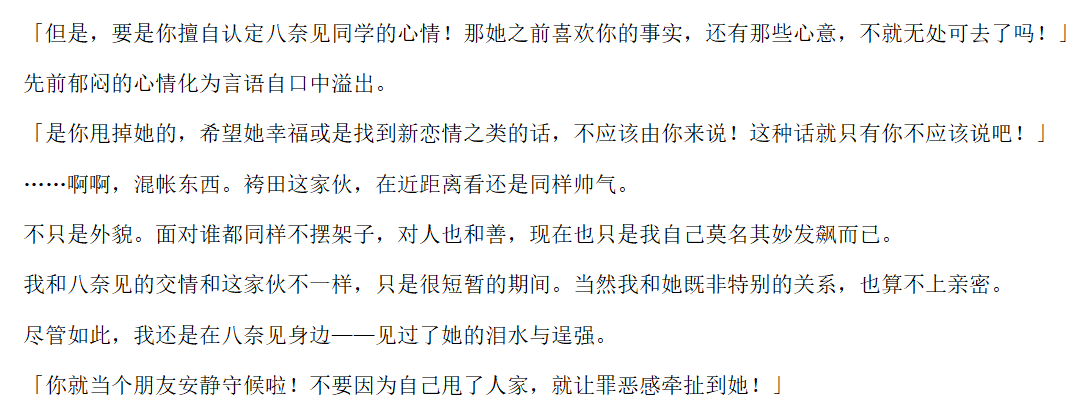 「但是，要是你擅自认定八奈见同学的心情！那她之前喜欢你的事实，还有那些心意，不就无处可去了吗！」
先前郁闷的心情化为言语自口中溢出。
「是你甩掉她的，希望她幸福或是找到新恋情之类的话，不应该由你来说！这种话就只有你不应该说吧！」
……啊啊，混帐东西。袴田这家伙，在近距离看还是同样帅气。
不只是外貌。面对谁都同样不摆架子，对人也和善，现在也只是我自己莫名其妙发飙而已。
我和八奈见的交情和这家伙不一样，只是很短暂的期间。当然我和她既非特别的关系，也算不上亲密。
尽管如此，我还是在八奈见身边——见过了她的泪水与逞强。
「你就当个朋友安静守候啦！不要因为自己甩了人家，就让罪恶感牵扯到她！」